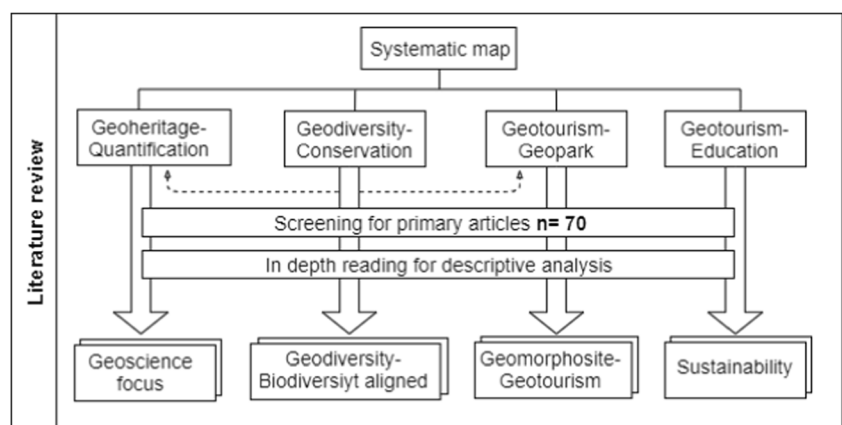 Literature review
Systematic map
Geoheritage-
Quantification
Geodiversity-
Conservation
Geotourism-
Geopark
Geotourism-
Education
Screening for primary articles n= 70
In depth reading for descriptive analysis
Geoscience
focus
Geodiversity-
Biodiversiyt aligned
Geomorphosite-
Geotourism
Sustainability